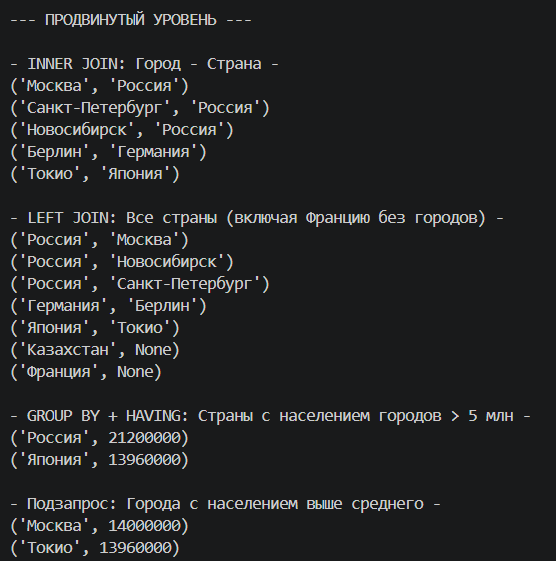 --- ПРОДВИНУТЫЙ УРОВЕНЬ ---
- INNER JOIN: Город - Страна -
('Москва', 'Россия')
('Санкт-Петербург', 'Россия')
('Новосибирск', 'Россия')
('Берлин', 'Германия')
('Токио', 'Япония')
- LEFT JOIN: Все страны (включая Францию без городов) -
('Россия', 'Москва')
('Россия', 'Новосибирск')
('Россия', 'Санкт-Петербург')
('Германия', 'Берлин')
('Япония', 'Токио')
('Казахстан', None)
('Франция', None)
- GROUP BY + HAVING: Страны с населением городов > 5 млн -
('Россия', 21200000)
('Япония', 13960000)
- Подзапрос: Города с населением выше среднего -
('Москва', 14000000)
('Токио', 13960000)